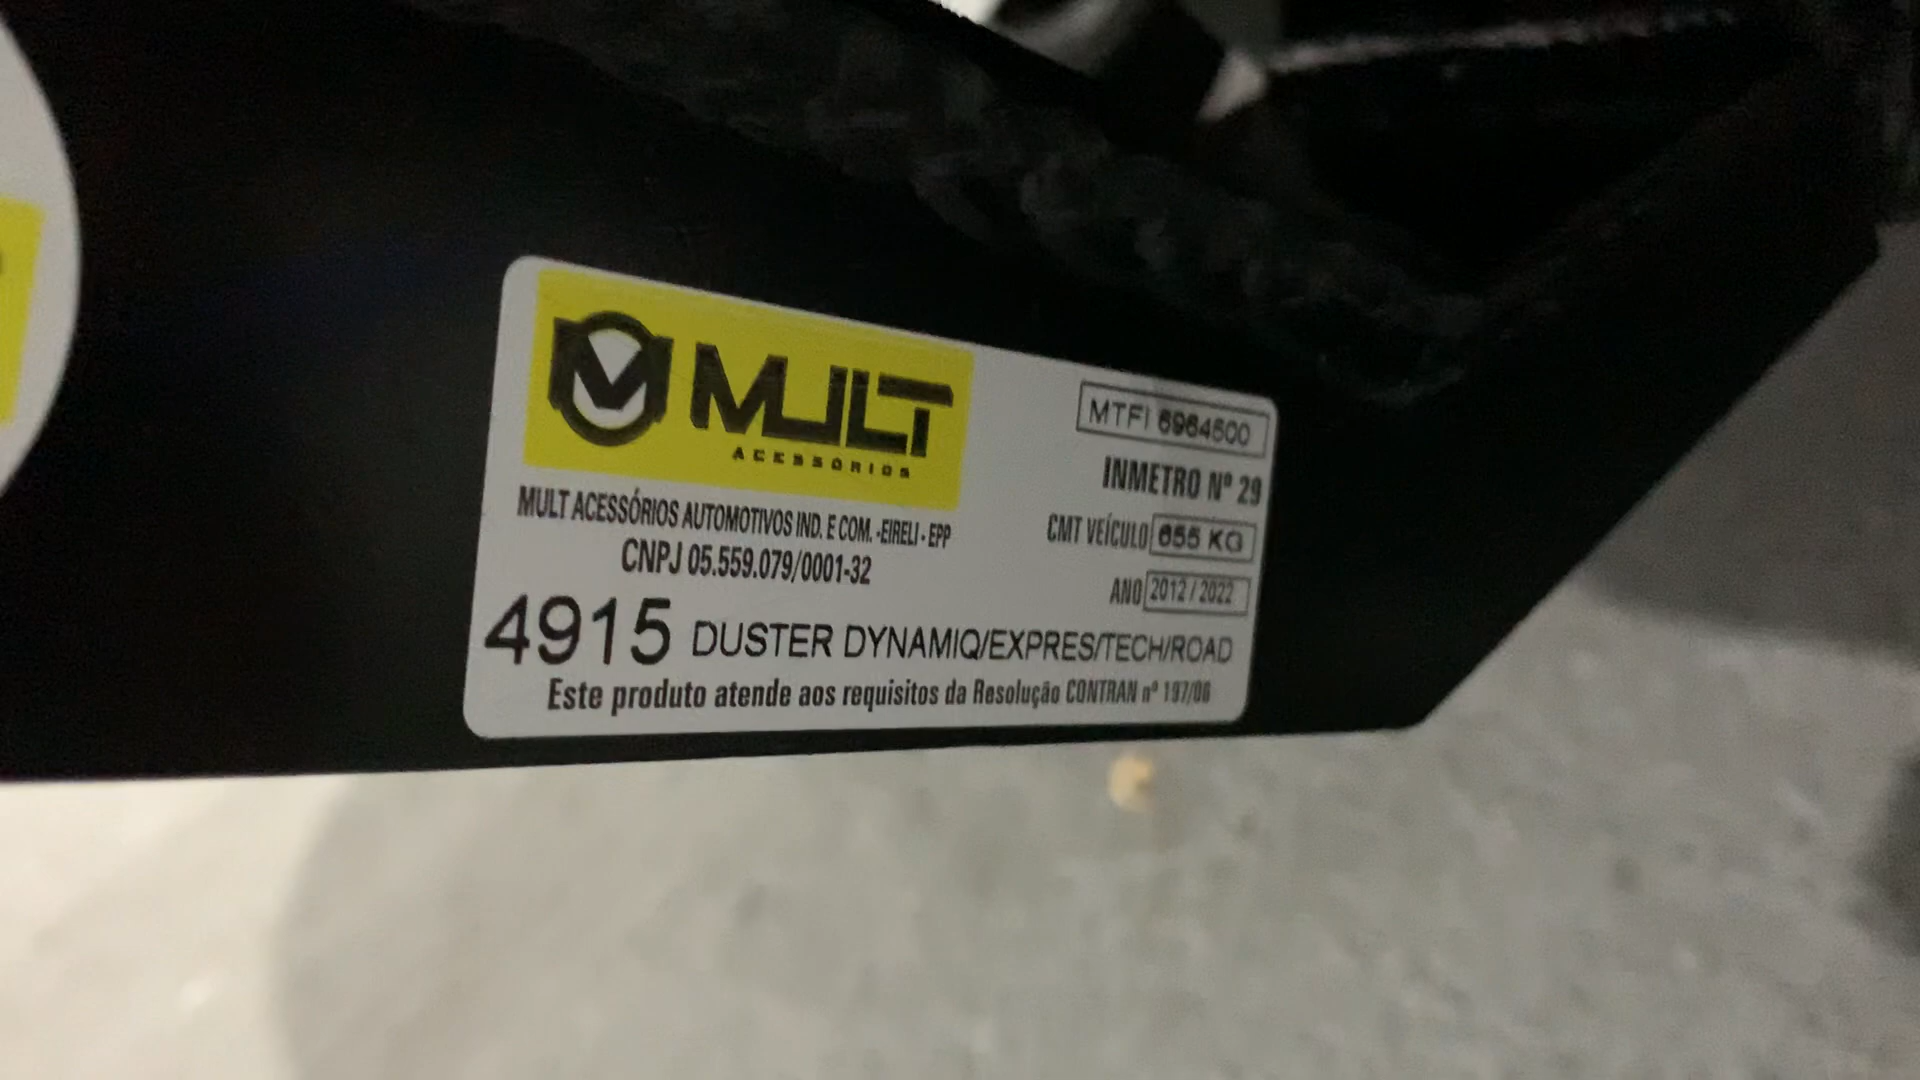 MULT
ACESSÓRIOS
MULT ACESSÓRIOS AUTOMOTIVOS IND. E COM. -EIRELI - EPP
CNPJ 05.559.079/0001-32
MTFI 6964500
INMETRO Nº 29
CMT VEÍCULO 655 KG
ANO 2012 / 2022
4915 DUSTER DYNAMIQ/EXPRES/TECH/ROAD
Este produto atende aos requisitos da Resolução CONTRAN nº 197/06